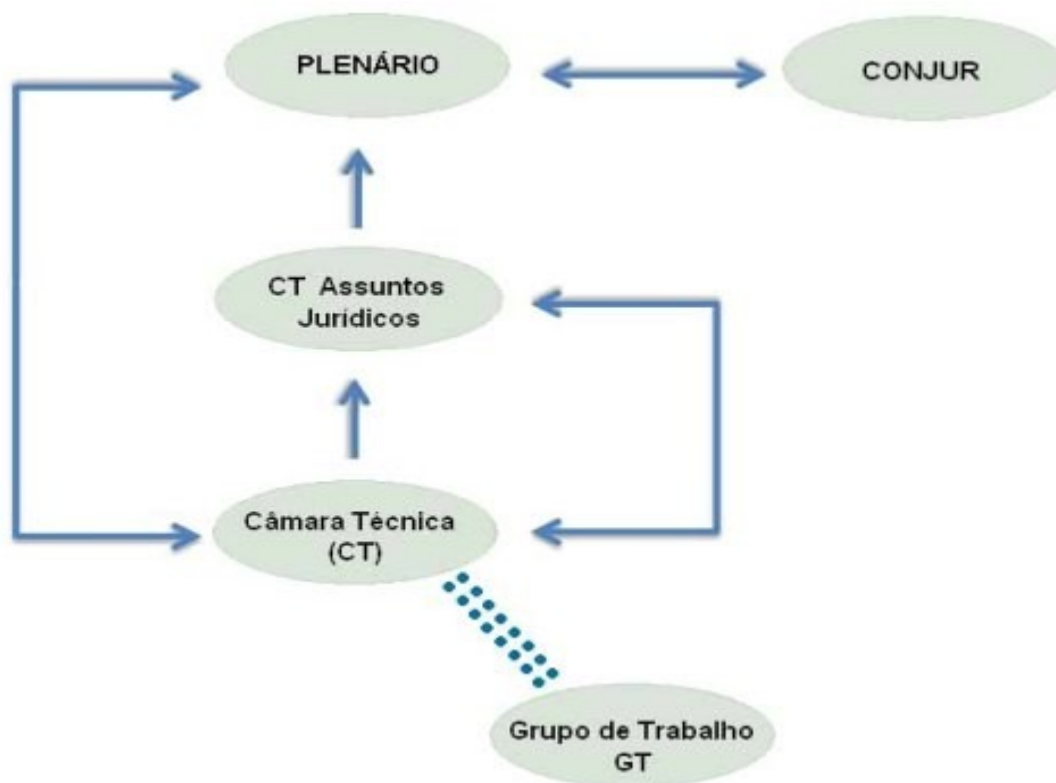 PLENÁRIO
CONJUR
CT Assuntos
Jurídicos
Câmara Técnica
(CT)
Grupo de Trabalho
GT